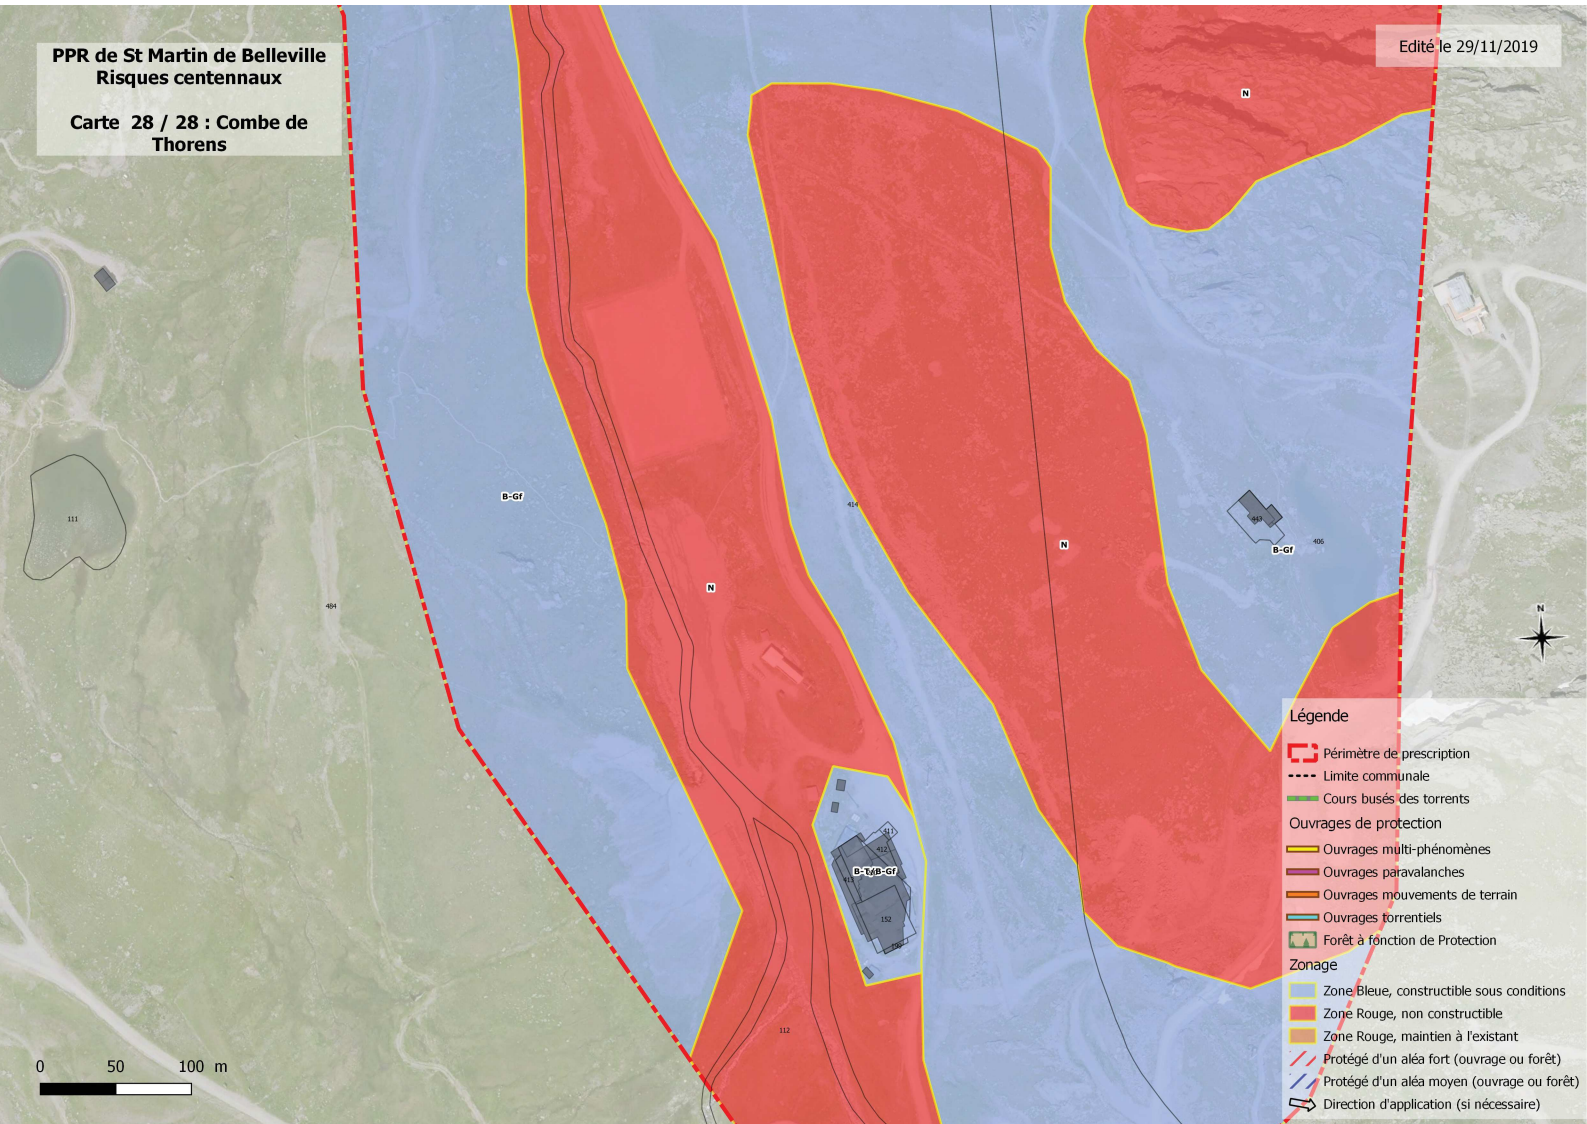 PPR de St Martin de Belleville
Risques centennaux
Carte 28 / 28 : Combe de
Thorens
Edité le 29/11/2019
N
B-Gf
111
484
414
N
N
443
B-Gf
406
N
411
412
413
152
112
0 50 100 m
Légende
Périmètre de prescription
Limite communale
Cours busés des torrents
Ouvrages de protection
Ouvrages multi-phénomènes
Ouvrages paravalanches
Ouvrages mouvements de terrain
Ouvrages torrentiels
Forêt à fonction de Protection
Zonage
Zone Bleue, constructible sous conditions
Zone Rouge, non constructible
Zone Rouge, maintien à l'existant
Protégé d'un aléa fort (ouvrage ou forêt)
Protégé d'un aléa moyen (ouvrage ou forêt)
Direction d'application (si nécessaire)